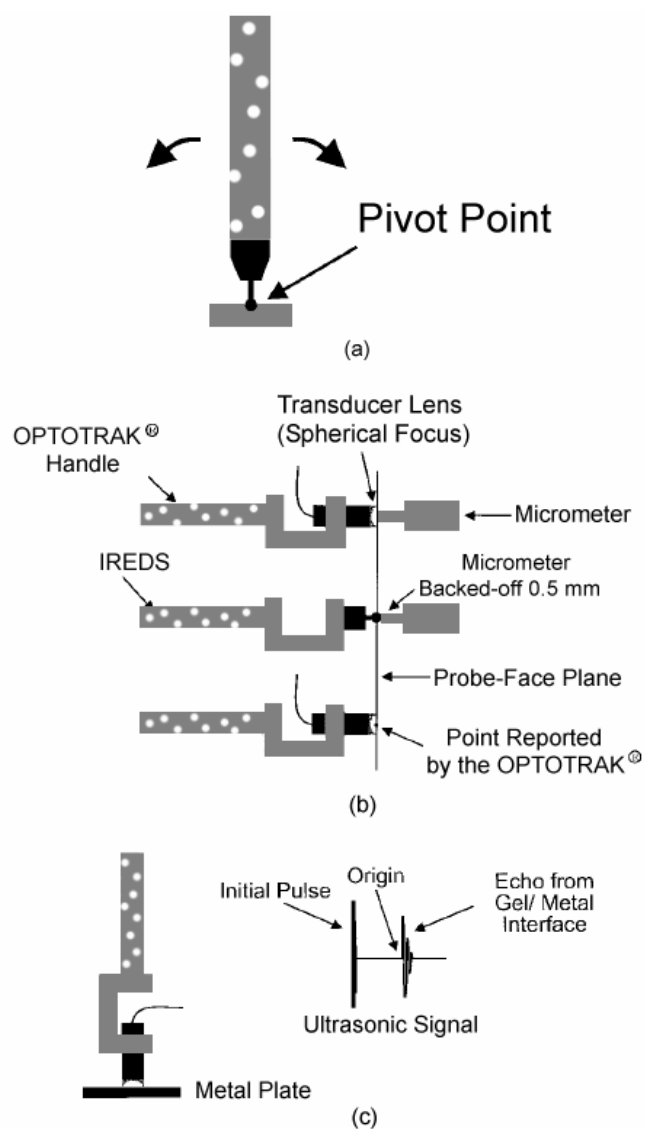 Pivot Point
(a)
Transducer Lens
(Spherical Focus)
OPTOTRAK®
Handle
Micrometer
IREDS
Micrometer
Backed-off 0.5 mm
Probe-Face Plane
Point Reported
by the OPTOTRAK®
(b)
Initial Pulse
Origin
Echo from
Gel/ Metal
Interface
Ultrasonic Signal
Metal Plate
(c)